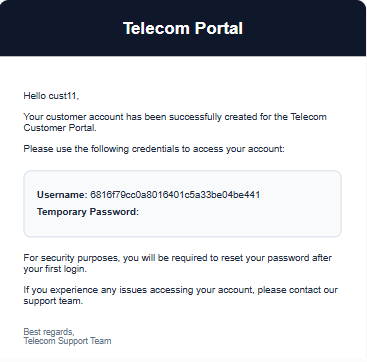 Telecom Portal
Hello cust11,
Your customer account has been successfully created for the Telecom
Customer Portal.
Please use the following credentials to access your account:
Username: 6816f79cc0a8016401c5a33be04be441
Temporary Password:
For security purposes, you will be required to reset your password after
your first login.
If you experience any issues accessing your account, please contact our
support team.
Best regards,
Telecom Support Team